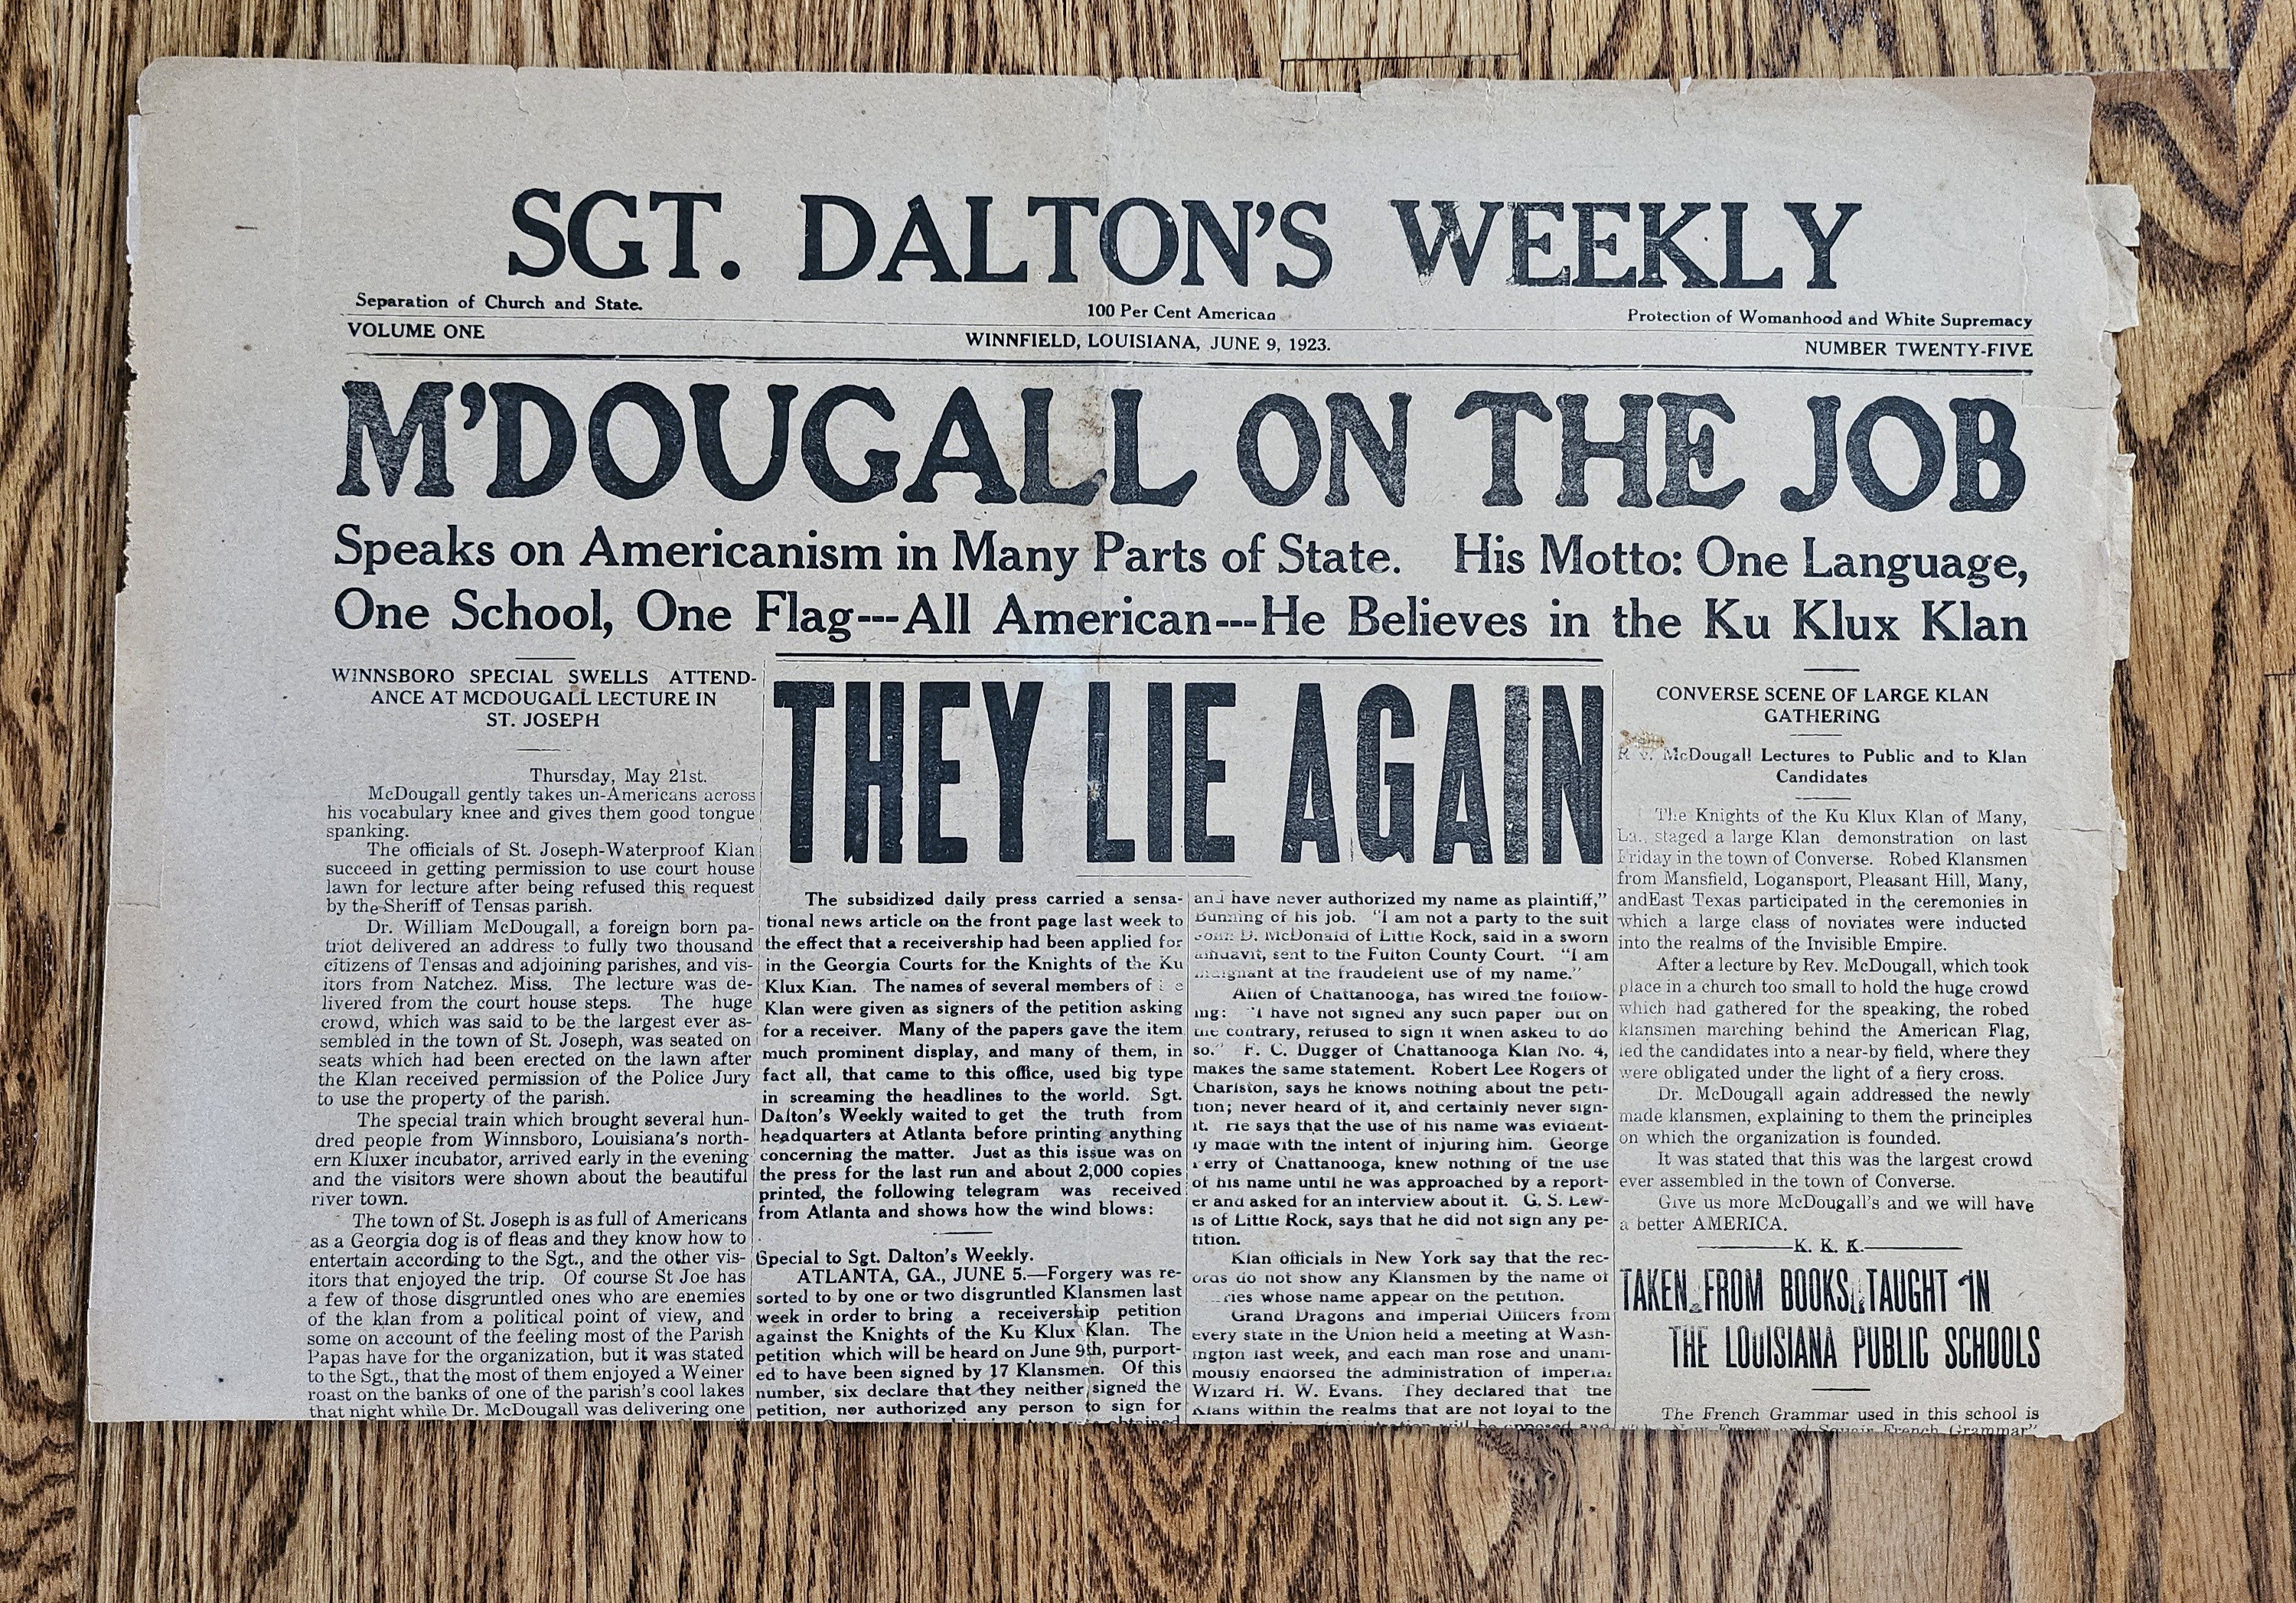 SGT. DALTON'S WEEKLY
Separation of Church and State.
100 Per Cent American
Protection of Womanhood and White Supremacy
VOLUME ONE
WINNFIELD, LOUISIANA, JUNE 9, 1923.
NUMBER TWENTY-FIVE
M'DOUGALL ON THE JOB
Speaks on Americanism in Many Parts of State. His Motto: One Language,
One School, One Flag---All American---He Believes in the Ku Klux Klan
WINNSBORO SPECIAL SWELLS ATTEND-
ANCE AT MCDOUGALL LECTURE IN
ST. JOSEPH
Thursday, May 21st.
McDougall gently takes un-Americans across
his vocabulary knee and gives them good tongue
spanking.
The officials of St. Joseph-Waterproof Klan
succeed in getting permission to use court house
lawn for lecture after being refused this request
by the Sheriff of Tensas parish.
Dr. William McDougall, a foreign born pa-
triot delivered an address to fully two thousand
citizens of Tensas and adjoining parishes, and vis-
itors from Natchez. Miss. The lecture was de-
livered from the court house steps. The huge
crowd, which was said to be the largest ever as-
sembled in the town of St. Joseph, was seated on
seats which had been erected on the lawn after
the Klan received permission of the Police Jury
to use the property of the parish.
The special train which brought several hun-
dred people from Winnsboro, Louisiana's north-
ern Kluxer incubator, arrived early in the evening
and the visitors were shown about the beautiful
river town.
The town of St. Joseph is as full of Americans
as a Georgia dog is of fleas and they know how to
entertain according to the Sgt., and the other vis-
itors that enjoyed the trip. Of course St Joe has
a few of those disgruntled ones who are enemies
of the klan from a political point of view, and
some on account of the feeling most of the Parish
Papas have for the organization, but it was stated
to the Sgt., that the most of them enjoyed a Weiner
roast on the banks of one of the parish's cool lakes
that night while Dr. McDougall was delivering one
THEY LIE AGAIN
The subsidized daily press carried a sensa-
tional news article on the front page last week to
the effect that a receivership had been applied for
in the Georgia Courts for the Knights of the Ku
Klux Klan. The names of several members of
Klan were given as signers of the petition asking
for a receiver. Many of the papers gave the item
much prominent display, and many of them, in
fact all, that came to this office, used big type
in screaming the headlines to the world. Sgt.
Dalton's Weekly waited to get the truth from
headquarters at Atlanta before printing anything
concerning the matter. Just as this issue was on
the press for the last run and about 2,000 copies
printed, the following telegram was received
from Atlanta and shows how the wind blows:
Special to Sgt. Dalton's Weekly.
ATLANTA, GA., JUNE 5.—Forgery was re-
sorted to by one or two disgruntled Klansmen last
week in order to bring a receivership petition
against the Knights of the Ku Klux Klan. The
petition which will be heard on June 9th, purport-
ed to have been signed by 17 Klansmen. Of this
number, six declare that they neither signed the
petition, nor authorized any person to sign for
obtained
and have never authorized my name as plaintiff,"
Bunning of his job. "I am not a party to the suit
John D. McDonald of Little Rock, said in a sworn
affidavit, sent to the Fulton County Court. "I am
at the fraudelent use of my name."
Allen of Chattanooga, has wired the follow-
ing: "I have not signed any such paper but on
the contrary, refused to sign it when asked to do
so." F. C. Dugger of Chattanooga Klan No. 4,
makes the same statement. Robert Lee Rogers of
Charlston, says he knows nothing about the peti-
tion; never heard of it, and certainly never sign-
it. He says that the use of his name was evident-
ly made with the intent of injuring him. George
of Chattanooga, knew nothing of the use
of his name until he was approached by a report-
er and asked for an interview about it. G. S. Lew-
is of Little Rock, says that he did not sign any pe-
tition.
Klan officials in New York say that the rec-
ords do not show any Klansmen by the name of
whose name appear on the petition.
Grand Dragons and Imperial Officers from
every state in the Union held a meeting at Wash-
ington last week, and each man rose and unani-
mously endorsed the administration of Imperial
Wizard H. W. Evans. They declared that the
Klans within the realms that are not loyal to the
will be opposed and
CONVERSE SCENE OF LARGE KLAN
GATHERING
McDougall Lectures to Public and to Klan
Candidates
The Knights of the Ku Klux Klan of Many,
La., staged a large Klan demonstration on last
Friday in the town of Converse. Robed Klansmen
from Mansfield, Logansport, Pleasant Hill, Many,
andEast Texas participated in the ceremonies in
which a large class of noviates were inducted
into the realms of the Invisible Empire.
After a lecture by Rev. McDougall, which took
place in a church too small to hold the huge crowd
which had gathered for the speaking, the robed
klansmen marching behind the American Flag,
led the candidates into a near-by field, where they
were obligated under the light of a fiery cross.
Dr. McDougall again addressed the newly
made klansmen, explaining to them the principles
on which the organization is founded.
It was stated that this was the largest crowd
ever assembled in the town of Converse.
Give us more McDougall's and we will have
a better AMERICA.
K. K. K.
TAKEN FROM BOOKS TAUGHT IN
THE LOUISIANA PUBLIC SCHOOLS
The French Grammar used in this school is
French Grammar"